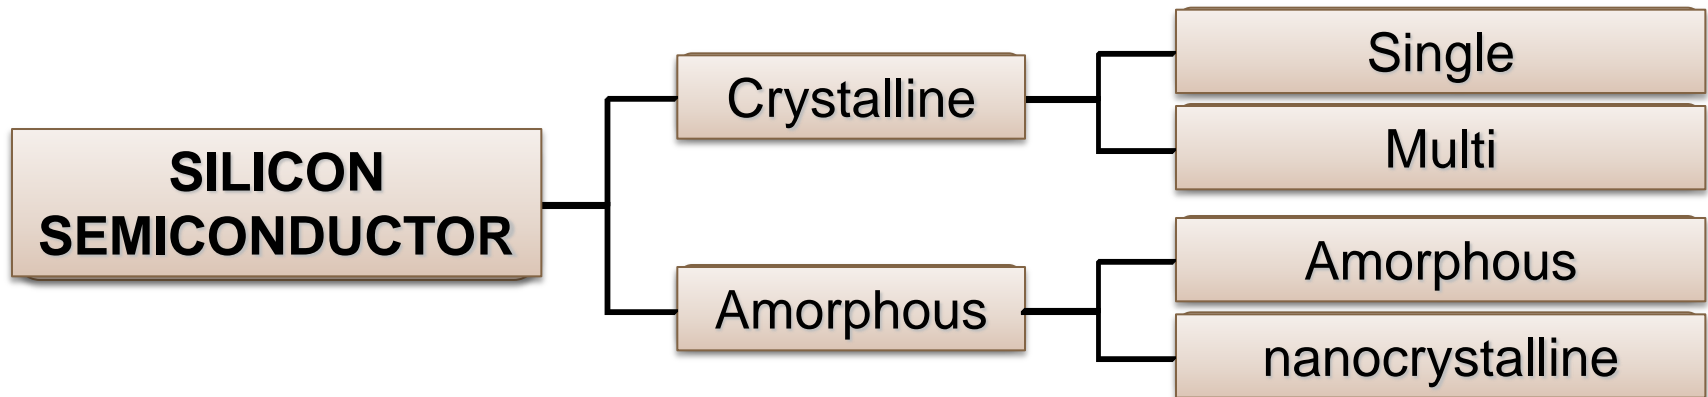 SILICON
SEMICONDUCTOR
Crystalline
Single
Multi
Amorphous
Amorphous
nanocrystalline